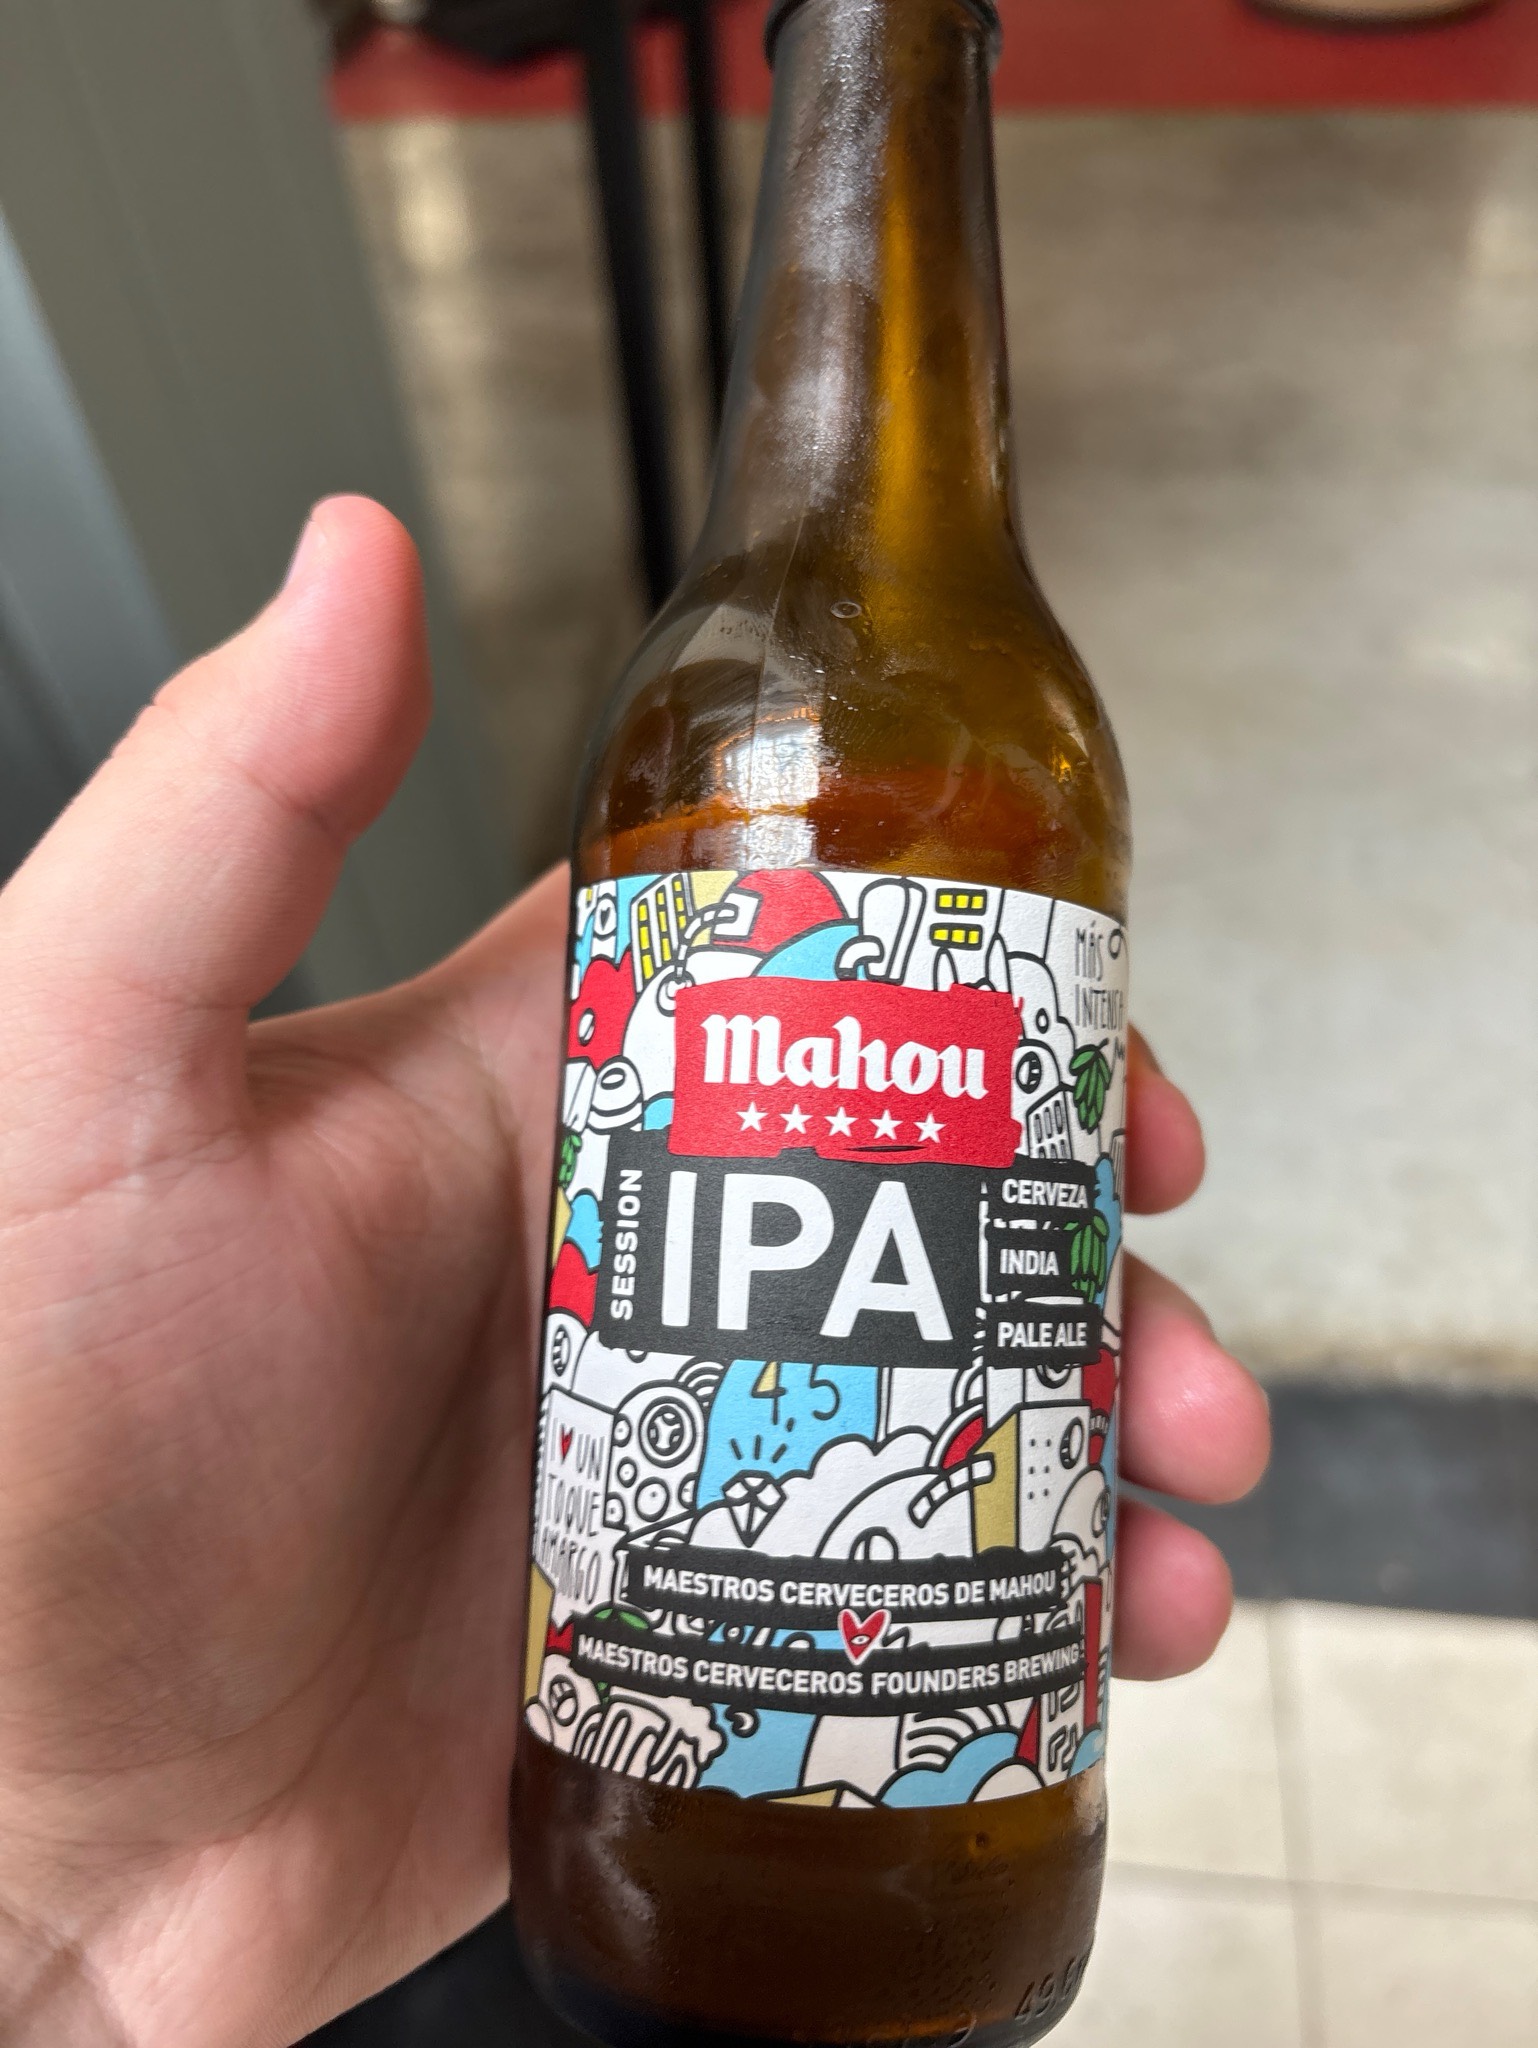 MÁS
mahou
SESSION
IPA
CERVEZA
INDIA
PALE ALE
4,5
I ♥ UN
TOQUE
AMARGO
MAESTROS CERVECEROS DE MAHOU
MAESTROS CERVECEROS FOUNDERS BREWING